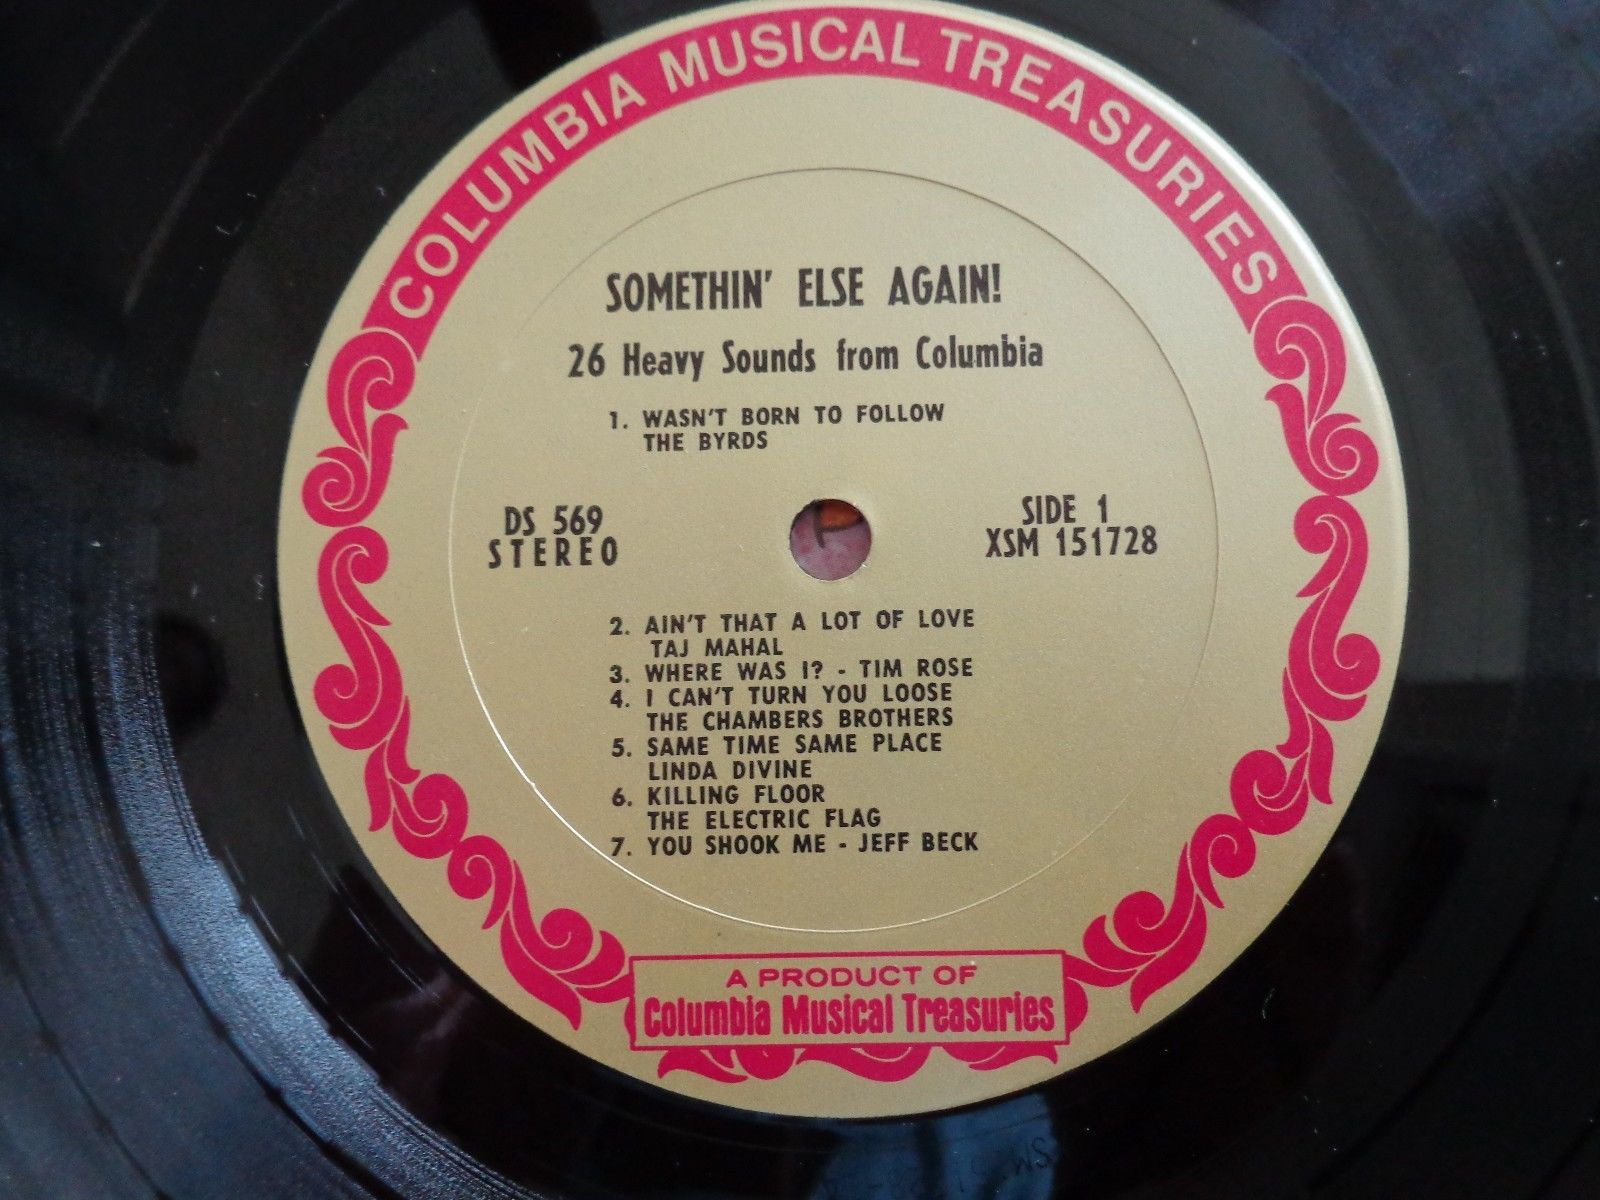 COLUMBIA MUSICAL TREASURIES
SOMETHIN' ELSE AGAIN!
26 Heavy Sounds from Columbia
1. WASN'T BORN TO FOLLOW
THE BYRDS
DS 569
STEREO
SIDE 1
XSM 151728
2. AIN'T THAT A LOT OF LOVE
TAJ MAHAL
3. WHERE WAS I? - TIM ROSE
4. I CAN'T TURN YOU LOOSE
THE CHAMBERS BROTHERS
5. SAME TIME SAME PLACE
LINDA DIVINE
6. KILLING FLOOR
THE ELECTRIC FLAG
7. YOU SHOOK ME - JEFF BECK
A PRODUCT OF
Columbia Musical Treasuries